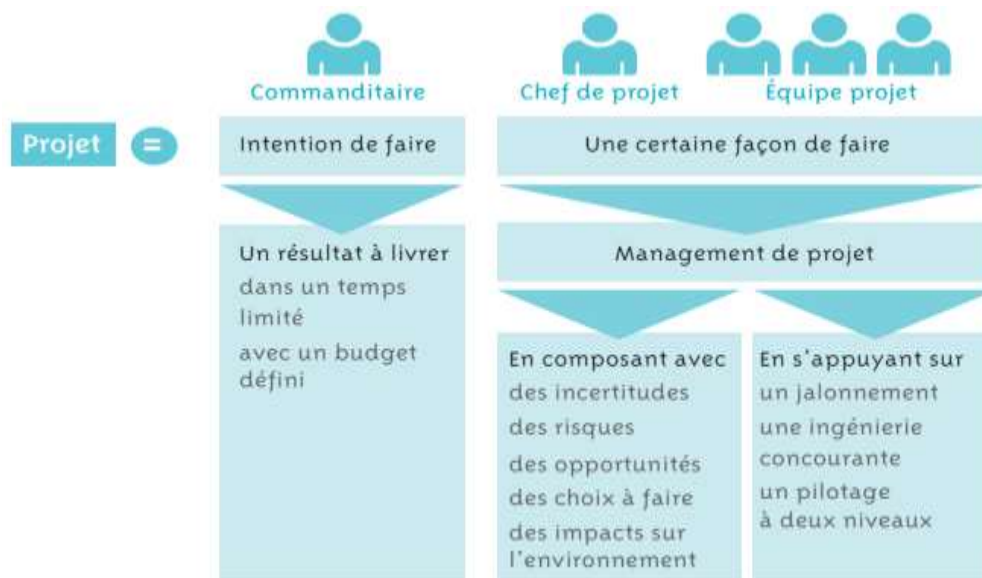 Commanditaire
Chef de projet
Équipe projet
Projet
=
Intention de faire
Une certaine façon de faire
Un résultat à livrer
dans un temps
limité
avec un budget
défini
Management de projet
En composant avec
des incertitudes
des risques
des opportunités
des choix à faire
des impacts sur
l'environnement
En s'appuyant sur
un jalonnement
une ingénierie
concourante
un pilotage
à deux niveaux